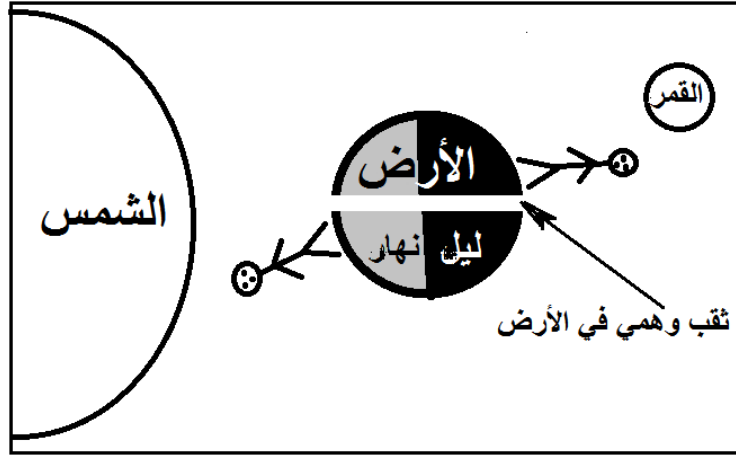 القمر
الأرض
الشمس
ليل نهار
ثقب وهمي في الأرض